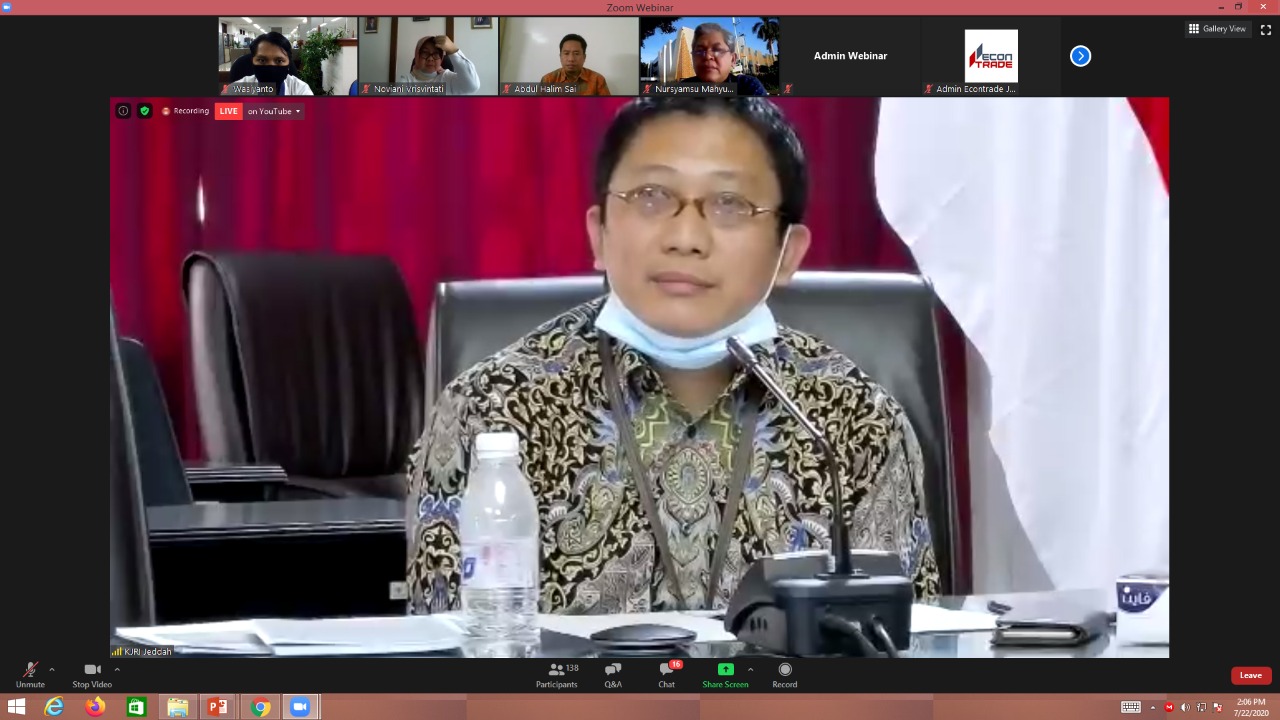 Zoom Webinar
Gallery View
Wasiyanto
Noviani Vrisvintati
Abdul Halim Sai
Nursyamsu Mahyu...
Admin Webinar
ECON
TRADE
Admin Econtrade J...
Recording
LIVE
on YouTube
فاين
KJRI Jeddah
Unmute
Stop Video
138
Participants
Q&A
16
Chat
Share Screen
Record
Leave
2:06 PM
7/22/2020